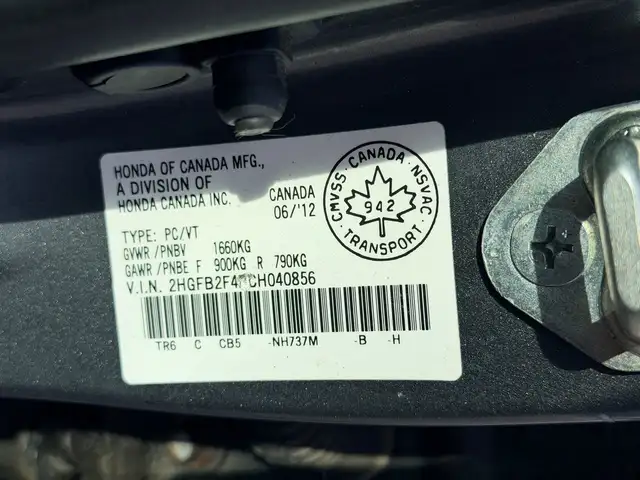 HONDA OF CANADA MFG.,
A DIVISION OF
HONDA CANADA INC.
CANADA
06/'12
TYPE: PC/VT
GVWR /PNBV 1660KG
GAWR /PNBE F 900KG R 790KG
V.I.N.
TR6 C CB5 -NH737M -B -H
CMVSS · CANADA · NSVAC · TRANSPORT ·
942